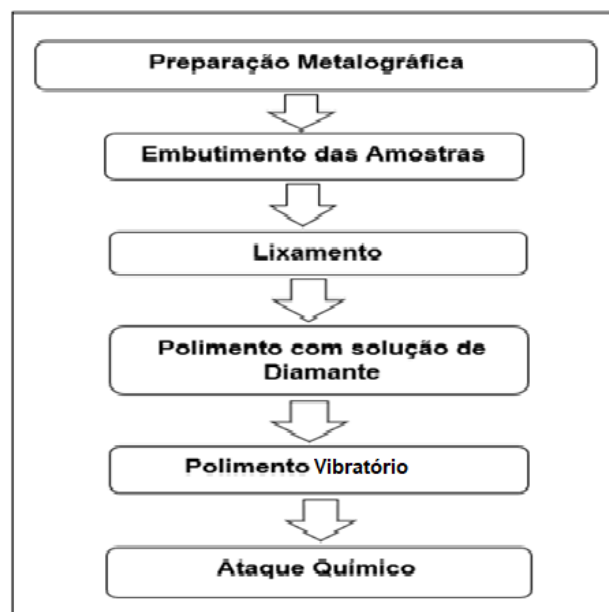 Preparação Metalográfica
Embutimento das Amostras
Lixamento
Polimento com solução de
Diamante
Polimento Vibratório
Ataque Químico